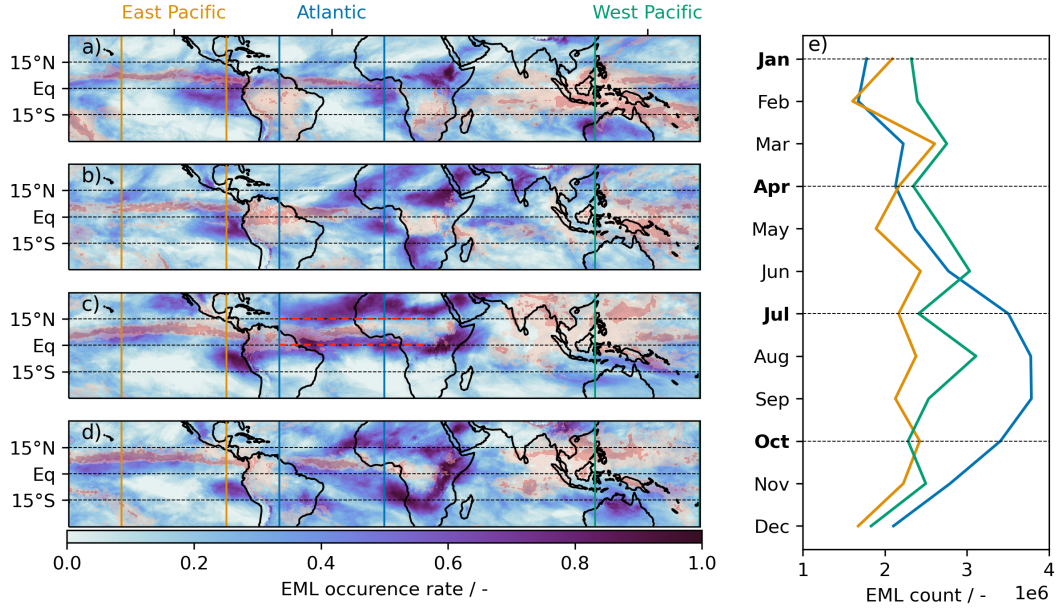 East Pacific
Atlantic
West Pacific
a)
15°N
Eq
15°S
b)
15°N
Eq
15°S
c)
15°N
Eq
15°S
d)
15°N
Eq
15°S
0.0 0.2 0.4 0.6 0.8 1.0
EML occurence rate / -
e)
Jan
Feb
Mar
Apr
May
Jun
Jul
Aug
Sep
Oct
Nov
Dec
1 2 3 4
EML count / - 1e6